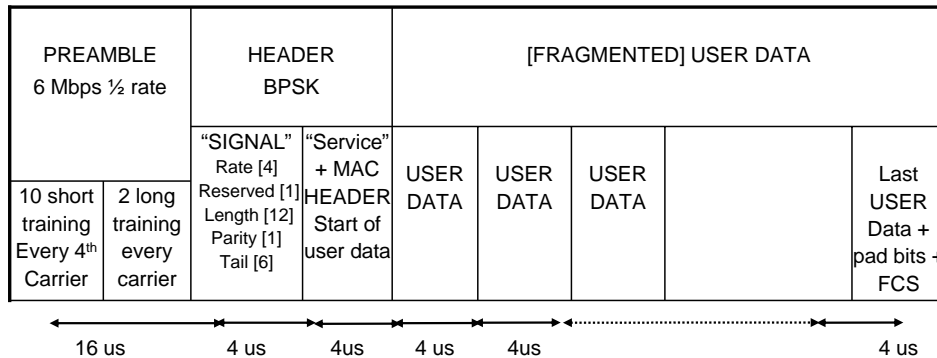 PREAMBLE
6 Mbps ½ rate
HEADER
BPSK
[FRAGMENTED] USER DATA
10 short
training
Every 4th
Carrier
2 long
training
every
carrier
“SIGNAL”
Rate [4]
Reserved [1]
Length [12]
Parity [1]
Tail [6]
“Service”
+ MAC
HEADER
Start of
user data
USER
DATA
USER
DATA
USER
DATA
Last
USER
Data +
pad bits +
FCS
16 us
4 us
4us
4 us
4us
4 us